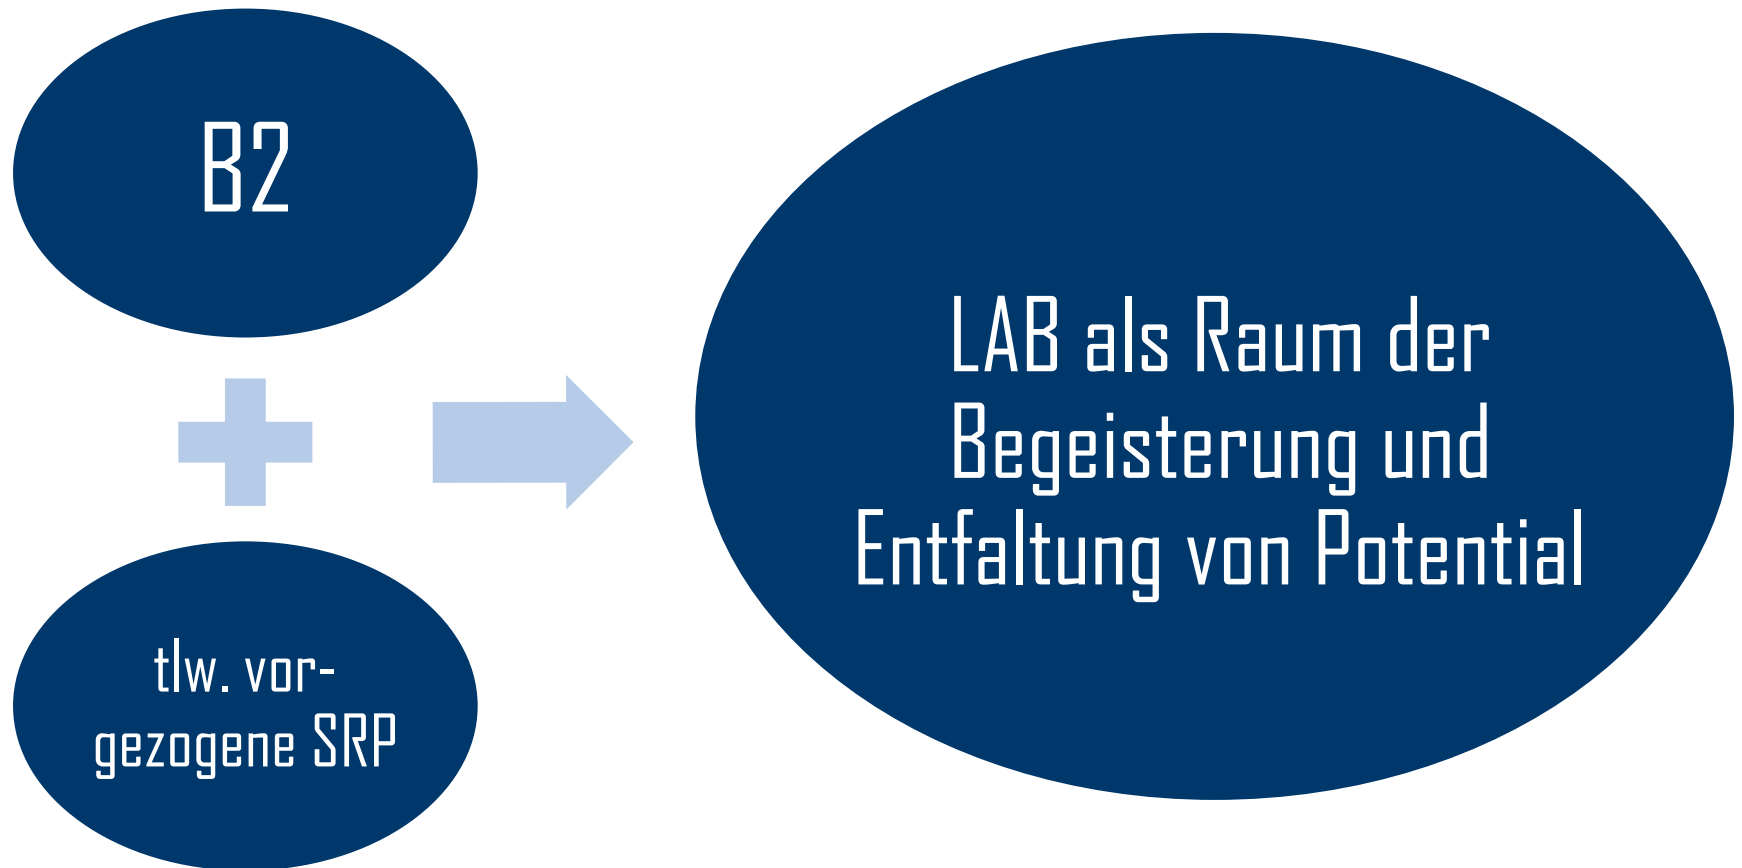 B2
tlw. vor-
gezogene SRP
LAB als Raum der
Begeisterung und
Entfaltung von Potential